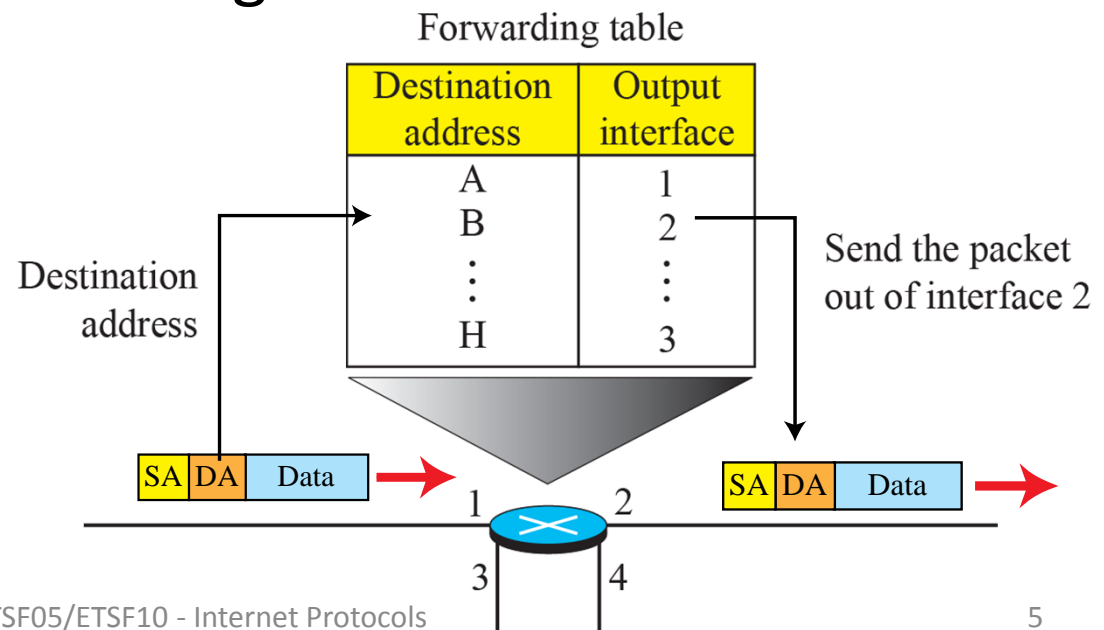 Forwarding table
Destination address
Output interface
A 1
B 2
⋮ ⋮
H 3
Destination
address
Send the packet
out of interface 2
SA DA Data
SA DA Data
1 2
3 4
TSF05/ETSF10 - Internet Protocols
5